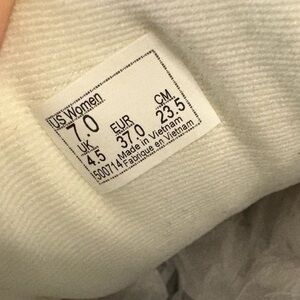 US Women
7.0
UK EUR CM
4.5 37.0 23.5
500714 Made in Vietnam
Fabriqué en Vietnam